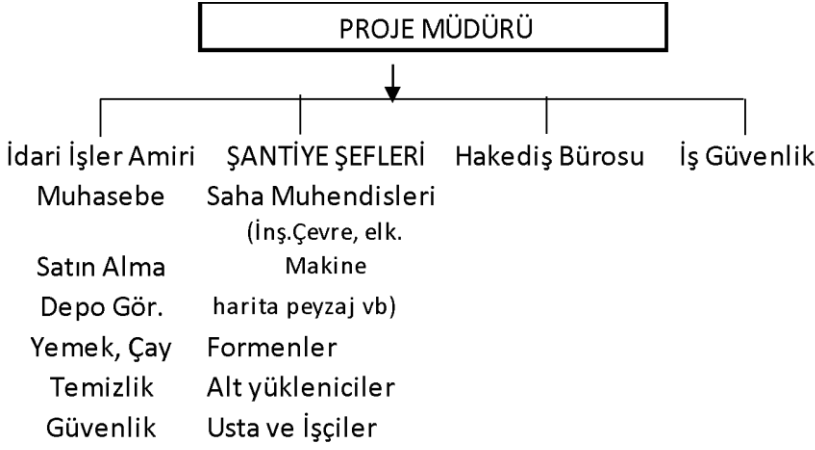 PROJE MÜDÜRÜ
İdari İşler Amiri ŞANTİYE ŞEFLERİ Hakediş Bürosu İş Güvenlik
Muhasebe Saha Muhendisleri
(İnş.Çevre, elk.
Satın Alma Makine
Depo Gör. harita peyzaj vb)
Yemek, Çay Formenler
Temizlik Alt yükleniciler
Güvenlik Usta ve İşçiler